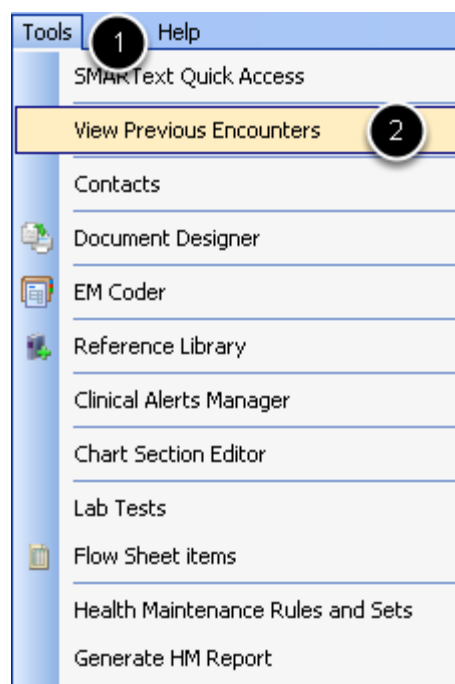 Tools Help
1
SMARText Quick Access
View Previous Encounters 2
Contacts
Document Designer
EM Coder
Reference Library
Clinical Alerts Manager
Chart Section Editor
Lab Tests
Flow Sheet items
Health Maintenance Rules and Sets
Generate HM Report